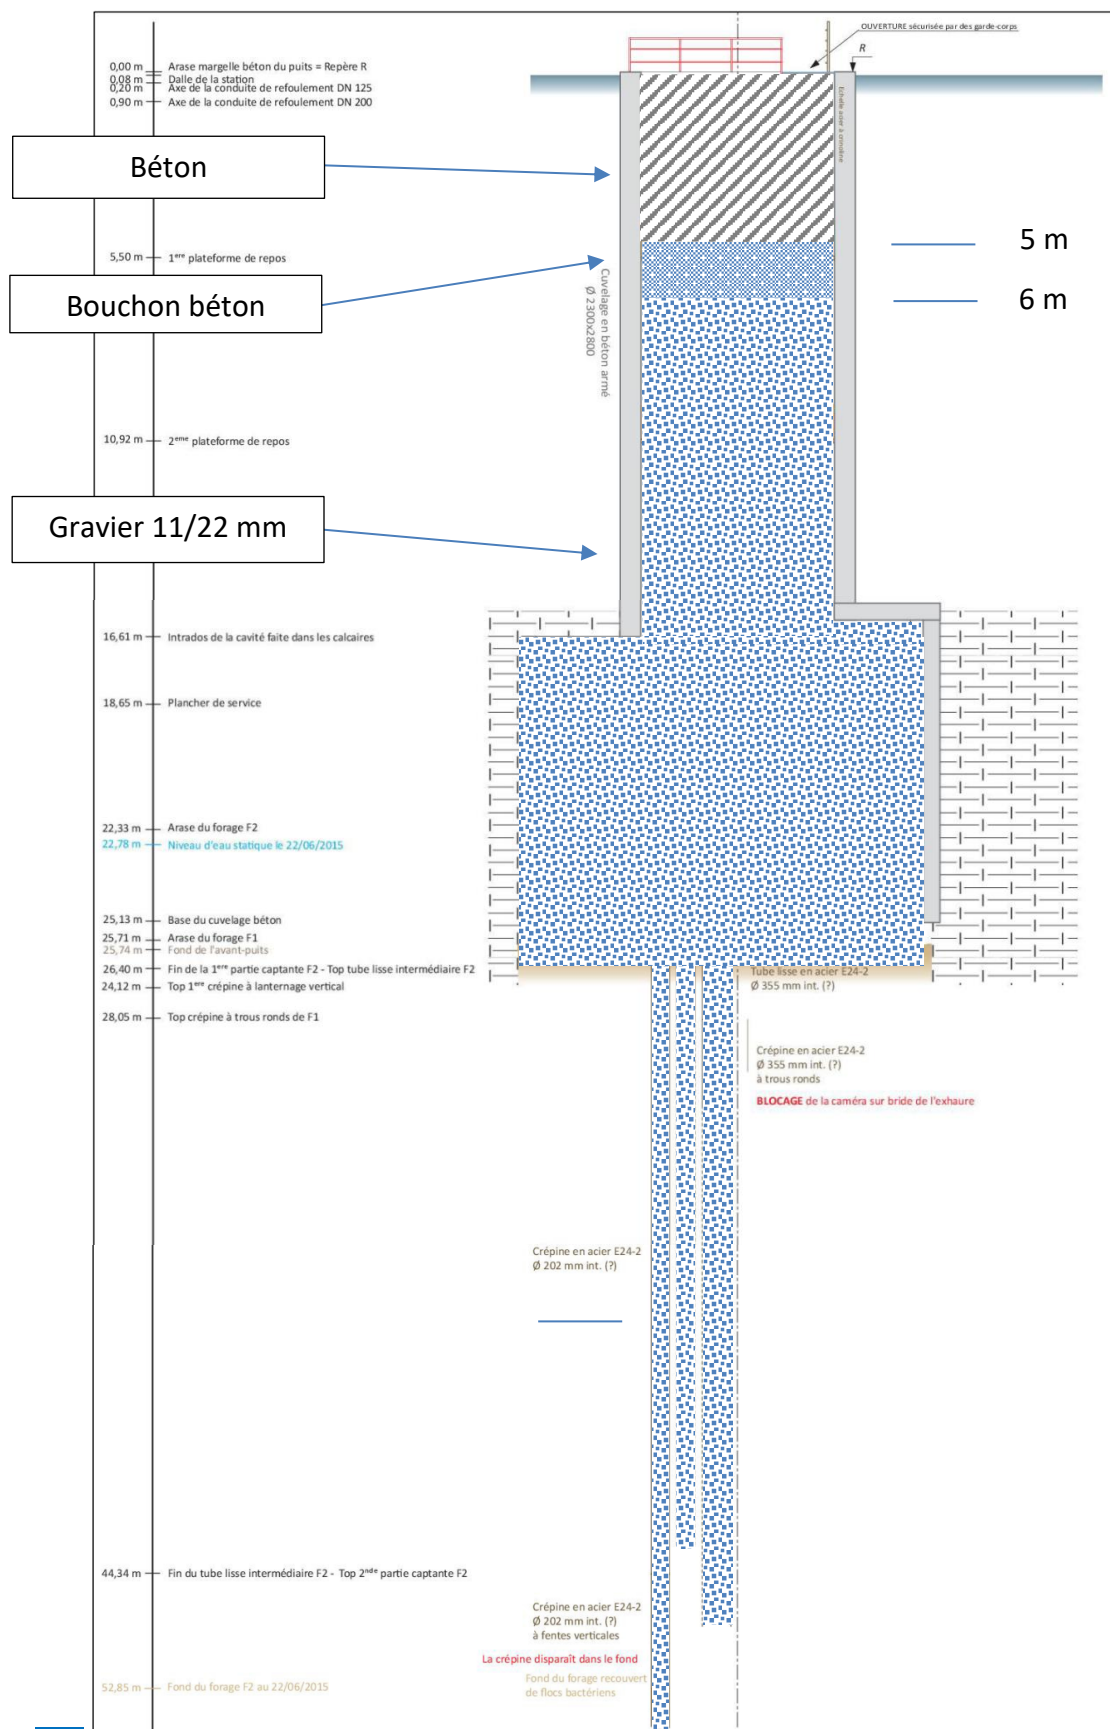 OUVERTURE sécurisée par des garde-corps
R
0,00 m Arase margelle béton du puits = Repère R
0,08 m Dalle de la station
0,20 m Axe de la conduite de refoulement DN 125
0,90 m Axe de la conduite de refoulement DN 200
Echelle acier à crinoline
Béton
5 m
5,50 m 1ere plateforme de repos
Bouchon béton
6 m
Cuvelage en béton armé
Ø 2300x2800
10,92 m 2eme plateforme de repos
Gravier 11/22 mm
16,61 m Intrados de la cavité faite dans les calcaires
18,65 m Plancher de service
22,33 m Arase du forage F2
22,78 m Niveau d'eau statique le 22/06/2015
25,13 m Base du cuvelage béton
25,71 m Arase du forage F1
25,74 m Fond de l'avant-puits
26,40 m Fin de la 1ere partie captante F2 - Top tube lisse intermédiaire F2
24,12 m Top 1ere crépine à lanternage vertical
28,05 m Top crépine à trous ronds de F1
Tube lisse en acier E24-2
Ø 355 mm int. (?)
Crépine en acier E24-2
Ø 355 mm int. (?)
à trous ronds
BLOCAGE de la caméra sur bride de l'exhaure
Crépine en acier E24-2
Ø 202 mm int. (?)
44,34 m Fin du tube lisse intermédiaire F2 - Top 2nde partie captante F2
Crépine en acier E24-2
Ø 202 mm int. (?)
à fentes verticales
La crépine disparaît dans le fond
Fond du forage recouvert
de flocs bactériens
52,85 m Fond du forage F2 au 22/06/2015